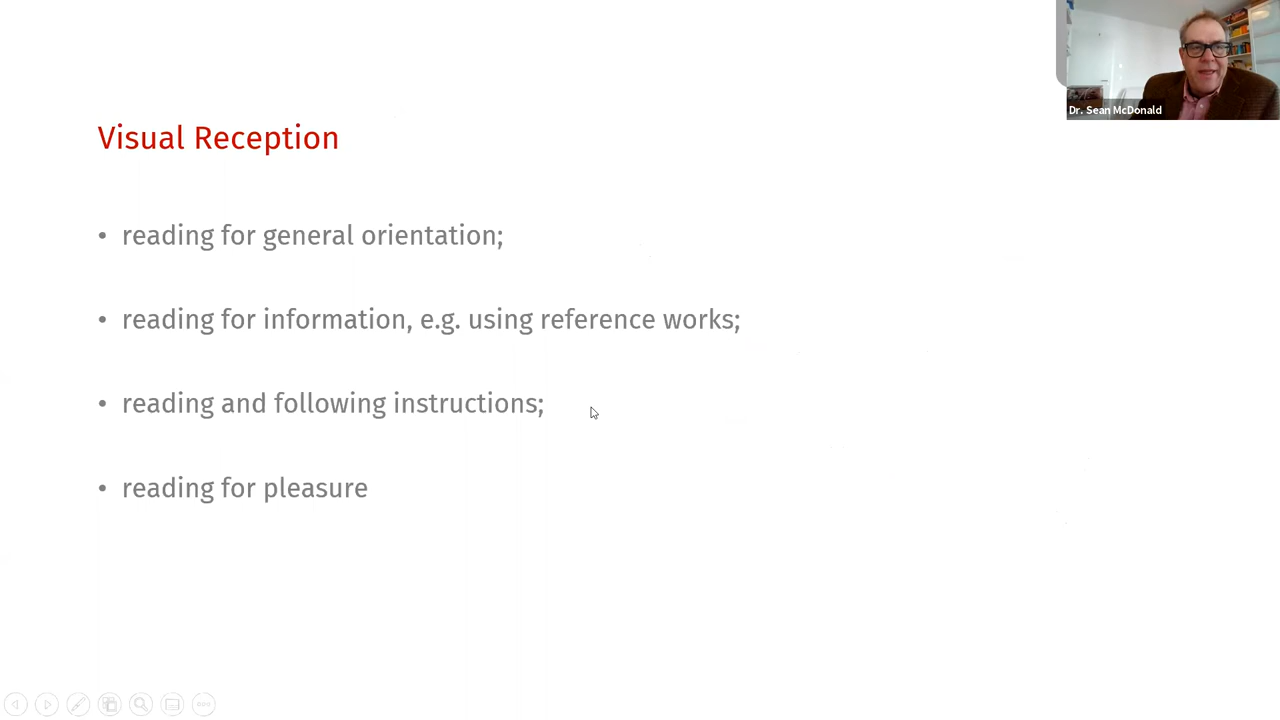 Dr. Sean McDonald
Visual Reception
• reading for general orientation;
• reading for information, e.g. using reference works;
• reading and following instructions;
• reading for pleasure